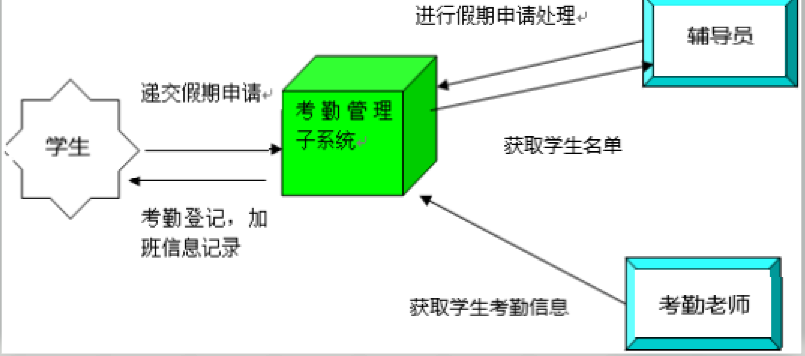 进行假期申请处理
辅导员
递交假期申请
考勤管理
子系统
学生
获取学生名单
考勤登记，加
班信息记录
获取学生考勤信息
考勤老师